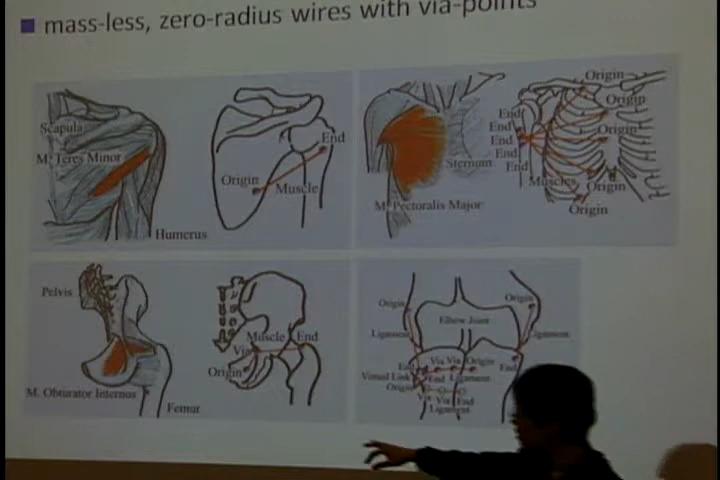 mass-less, zero-radius wires with via-points
Scapula
M. Teres Minor
Humerus
End
Origin
Muscle
Sternum
M. Pectoralis Major
Origin
Origin
Origin
Origin
Origin
End
End
End
End
End
Muscles
Pelvis
M. Obturator Internus
Femur
Muscle End
Via
Origin
Origin
Origin
Elbow Joint
Ligament
Ligament
End
Via Via Origin
End
Virtual Link
End Ligament
Origin
Via
Via End
Ligament